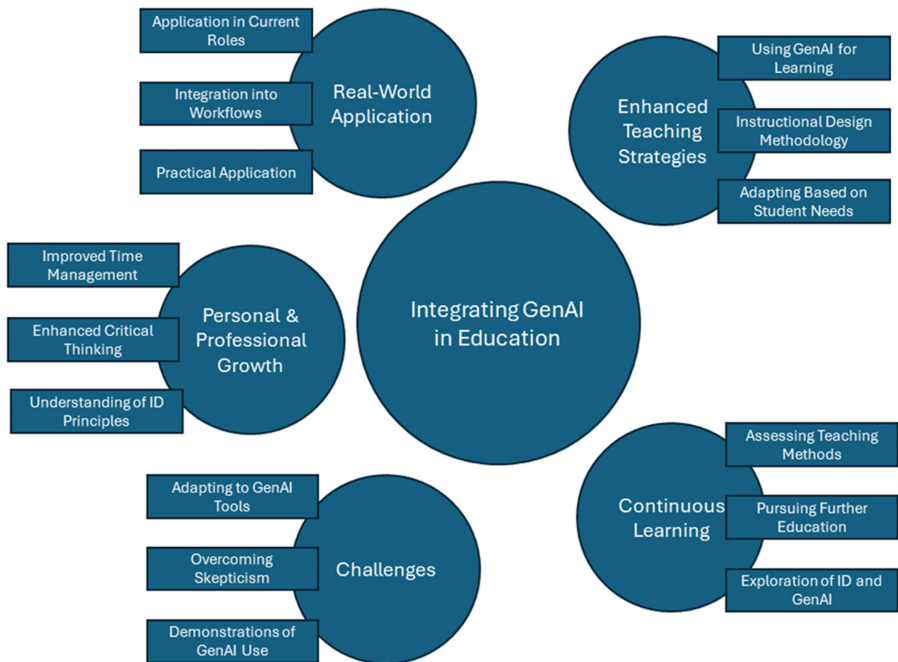 Application in Current
Roles
Integration into
Workflows
Practical Application
Real-World
Application
Using GenAI for
Learning
Instructional Design
Methodology
Adapting Based on
Student Needs
Enhanced
Teaching
Strategies
Improved Time
Management
Enhanced Critical
Thinking
Understanding of ID
Principles
Personal &
Professional
Growth
Integrating GenAI
in Education
Adapting to GenAI
Tools
Overcoming
Skepticism
Demonstrations of
GenAI Use
Challenges
Assessing Teaching
Methods
Pursuing Further
Education
Exploration of ID and
GenAI
Continuous
Learning